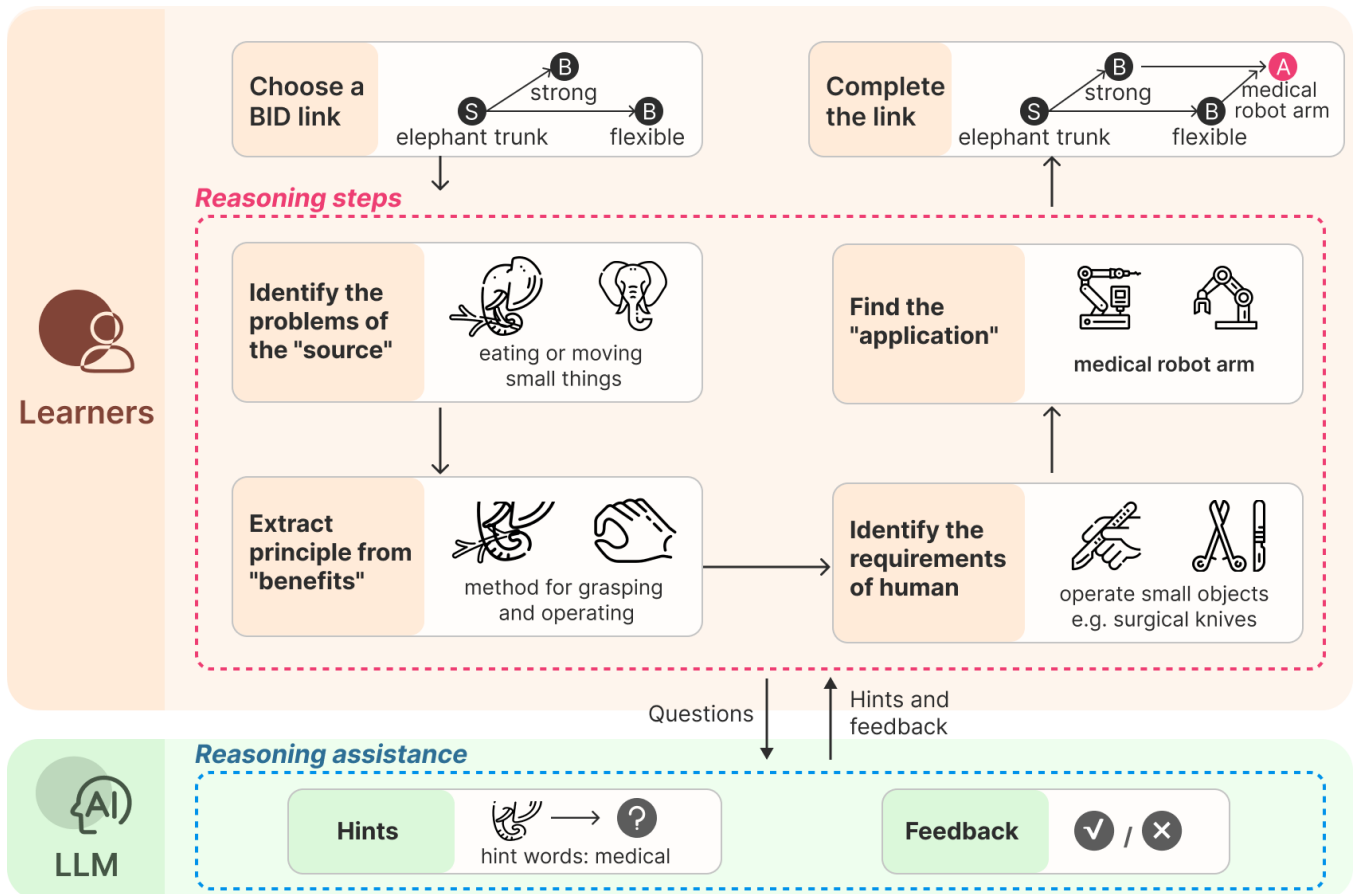 Choose a
BID link
S
B
strong
B
elephant trunk
flexible
Complete
the link
S
B
strong
A
medical
robot arm
B
elephant trunk
flexible
Reasoning steps
Identify the
problems of
the "source"
eating or moving
small things
Find the
"application"
medical robot arm
Learners
Extract
principle from
"benefits"
method for grasping
and operating
Identify the
requirements
of human
operate small objects
e.g. surgical knives
Questions
Hints and
feedback
Reasoning assistance
AI
LLM
Hints
?
hint words: medical
Feedback
/